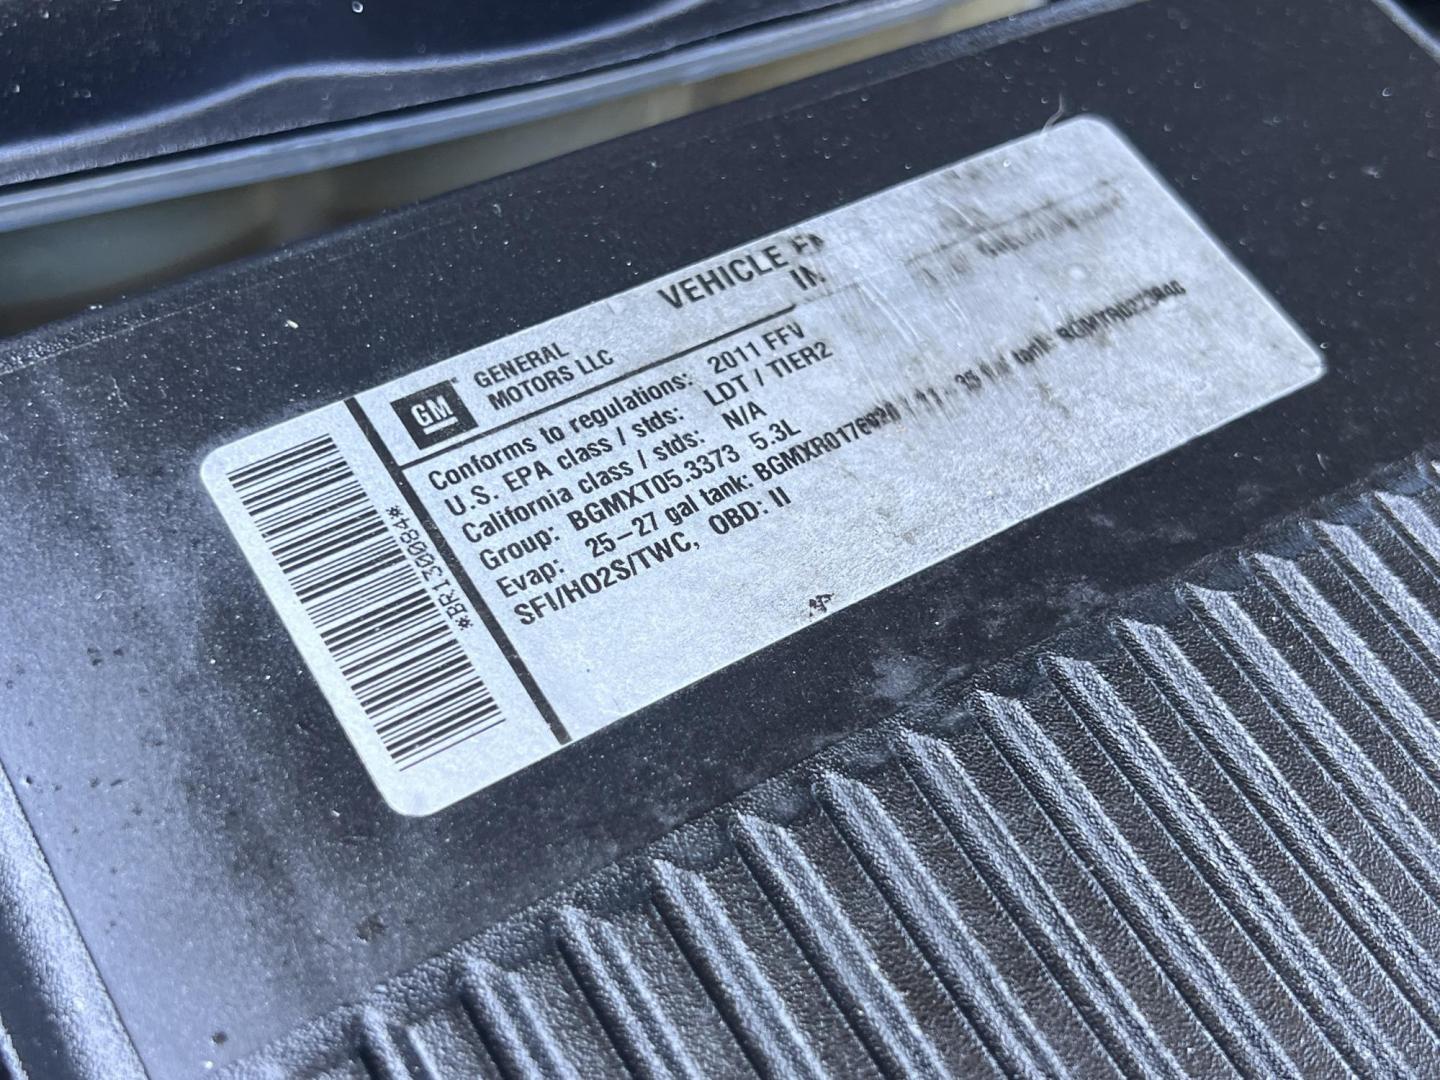 GM
GENERAL
MOTORS LLC
VEHICLE
Conforms to regulations: 2011 FFV
U.S. EPA class / stds: LDT / TIER2
California class / stds: N/A
Group: BGMXT05.3373 5.3L
Evap: 25-27 gal tank: tank:
SFI/HO2S/TWC, OBD: II
*BR130084*